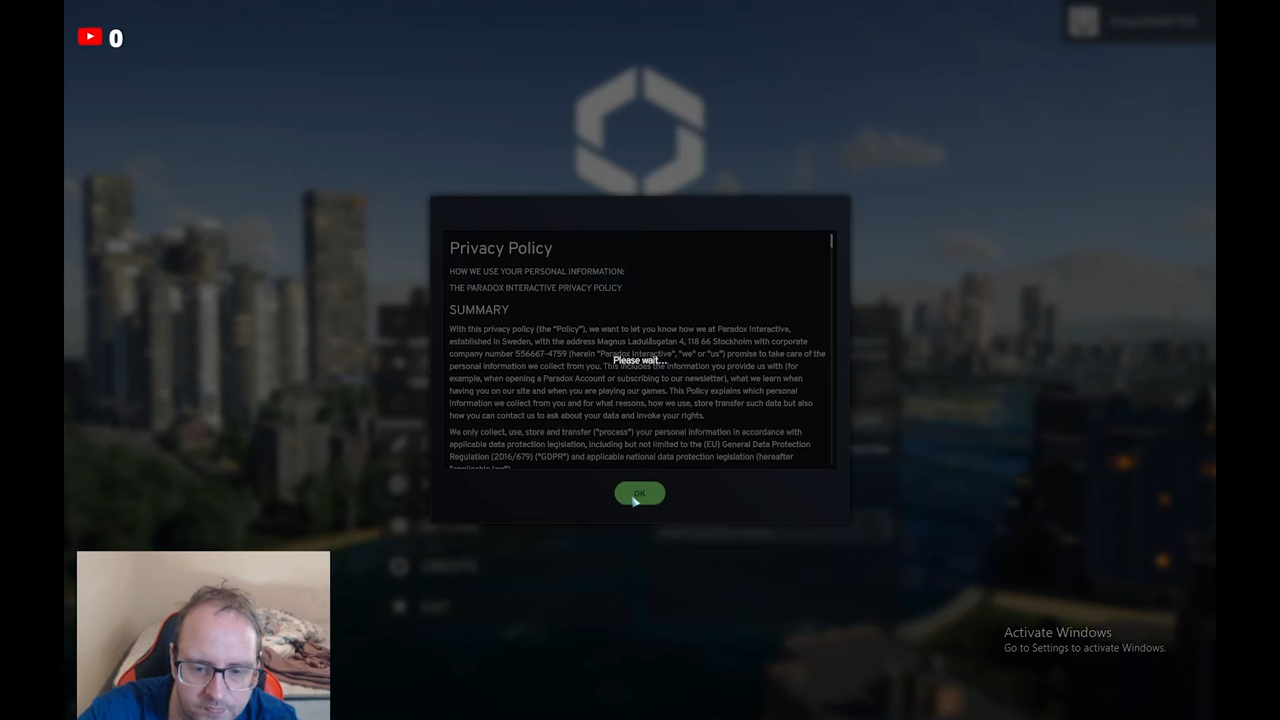 0
Privacy Policy
HOW WE USE YOUR PERSONAL INFORMATION:
THE PARADOX INTERACTIVE PRIVACY POLICY
SUMMARY
With this privacy policy (the “Policy”), we want to let you know how we at Paradox Interactive,
established in Sweden, with the address Magnus Ladulåsgatan 4, 118 66 Stockholm with corporate
company number 556667-4759 (herein “Paradox Interactive”, “we” or “us”) promise to take care of the
personal information we collect from you. This includes the information you provide us with (for
Please wait...
example, when opening a Paradox Account or subscribing to our newsletter), what we learn when
having you on our site and when you are playing our games. This Policy explains which personal
information we collect from you and for what reasons, how we use, store transfer such data but also
how you can contact us to ask about your data and invoke your rights.
We only collect, use, store and transfer (“process”) your personal information in accordance with
applicable data protection legislation, including but not limited to the (EU) General Data Protection
Regulation (2016/679) (“GDPR”) and applicable national data protection legislation (hereafter
“applicable law”).
OK
CREDITS
EXIT
Activate Windows
Go to Settings to activate Windows.